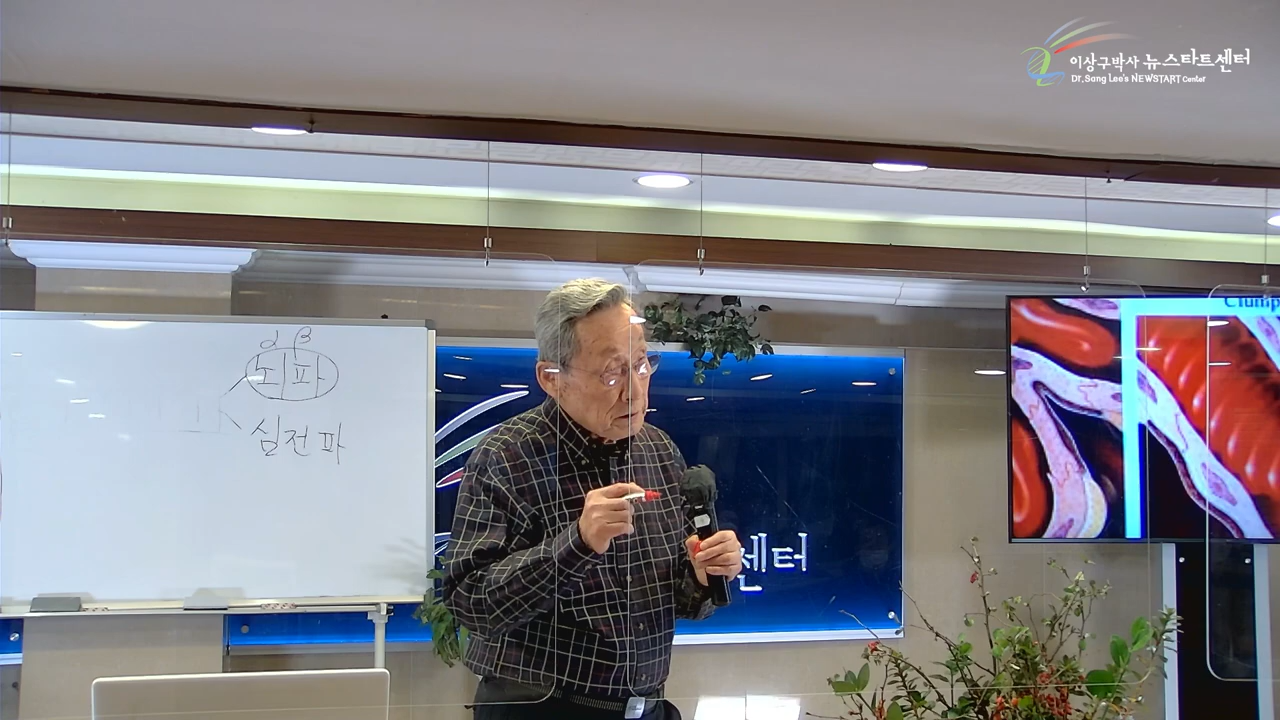 이상구박사 뉴스타트센터
Dr. Sang Lee's NEWSTART Center
α β
뇌파
심전파
센터
Clump